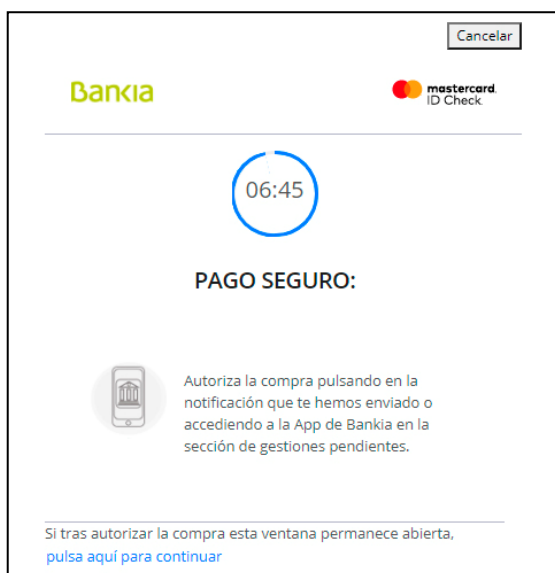 Cancelar
Bankia
mastercard.
ID Check.
06:45
PAGO SEGURO:
Autoriza la compra pulsando en la
notificación que te hemos enviado o
accediendo a la App de Bankia en la
sección de gestiones pendientes.
Si tras autorizar la compra esta ventana permanece abierta,
pulsa aquí para continuar